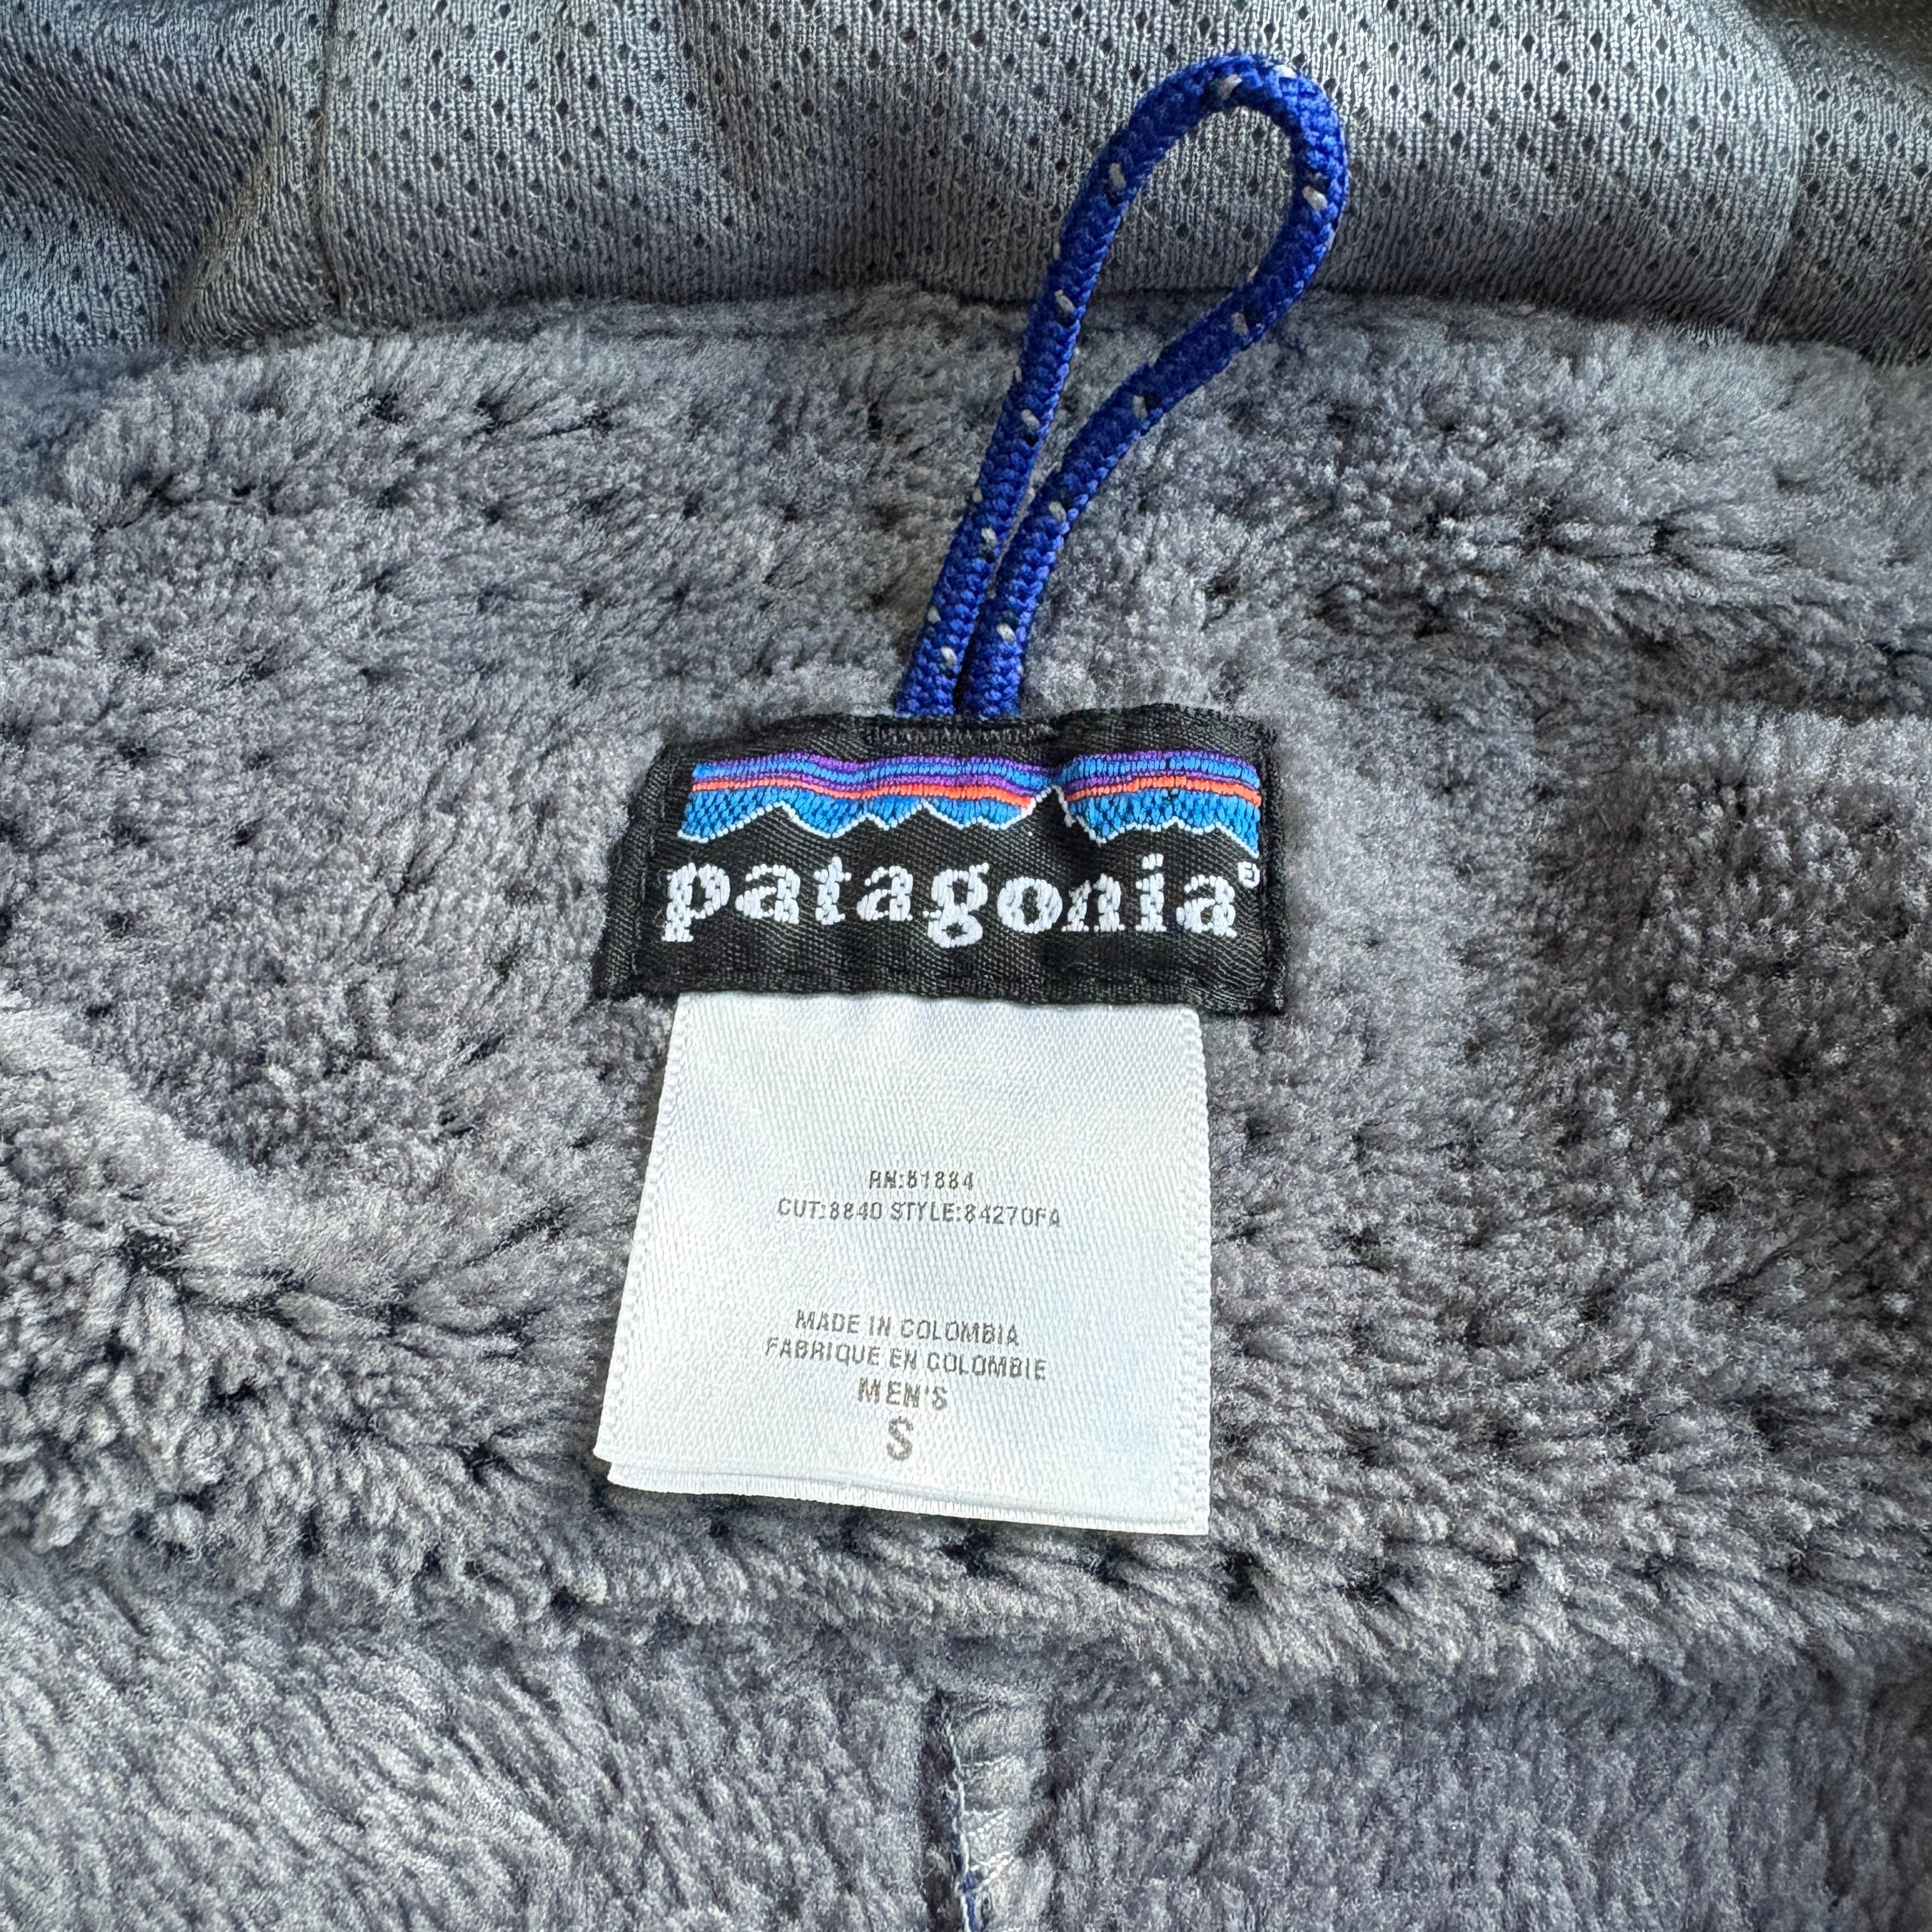 patagonia®
RN:51884
CUT:8840 STYLE:84270FA
MADE IN COLOMBIA
FABRIQUE EN COLOMBIE
MEN'S
S